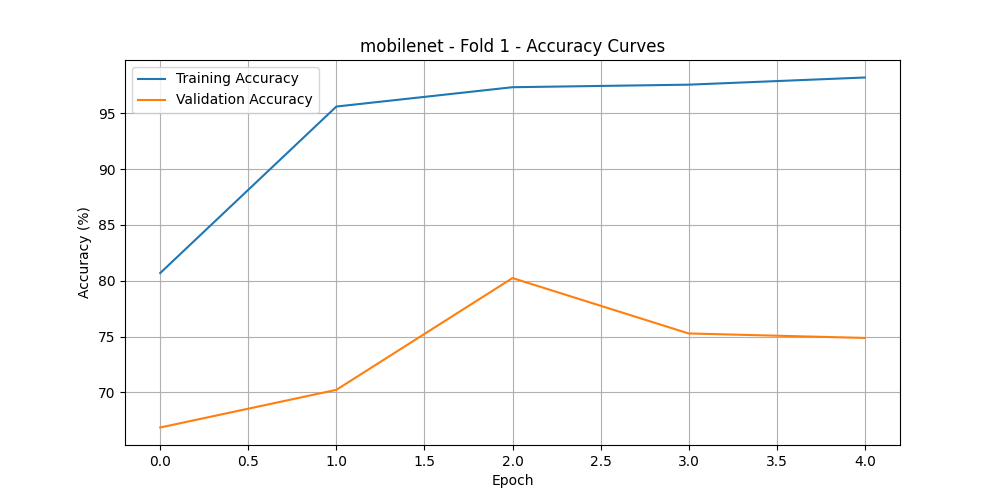 mobilenet - Fold 1 - Accuracy Curves
Training Accuracy
Validation Accuracy
Accuracy (%)
95
90
85
80
75
70
0.0 0.5 1.0 1.5 2.0 2.5 3.0 3.5 4.0
Epoch